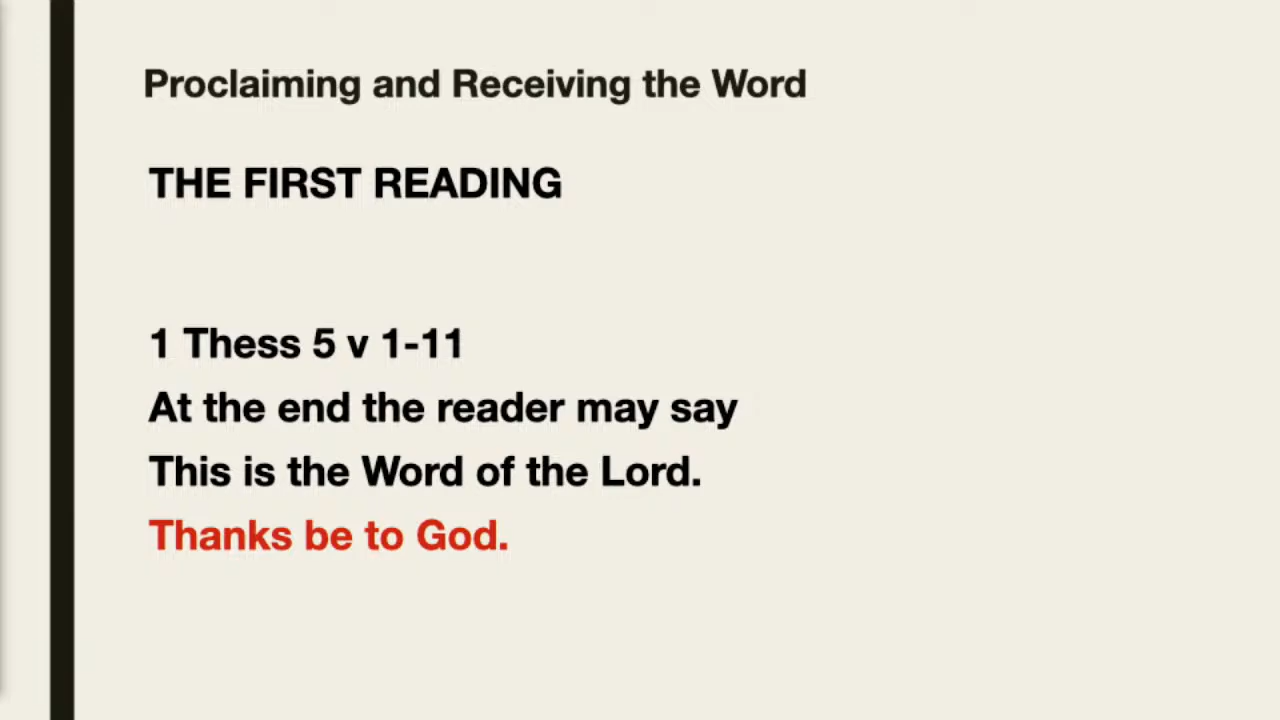 Proclaiming and Receiving the Word
THE FIRST READING
1 Thess 5 v 1-11
At the end the reader may say
This is the Word of the Lord.
Thanks be to God.